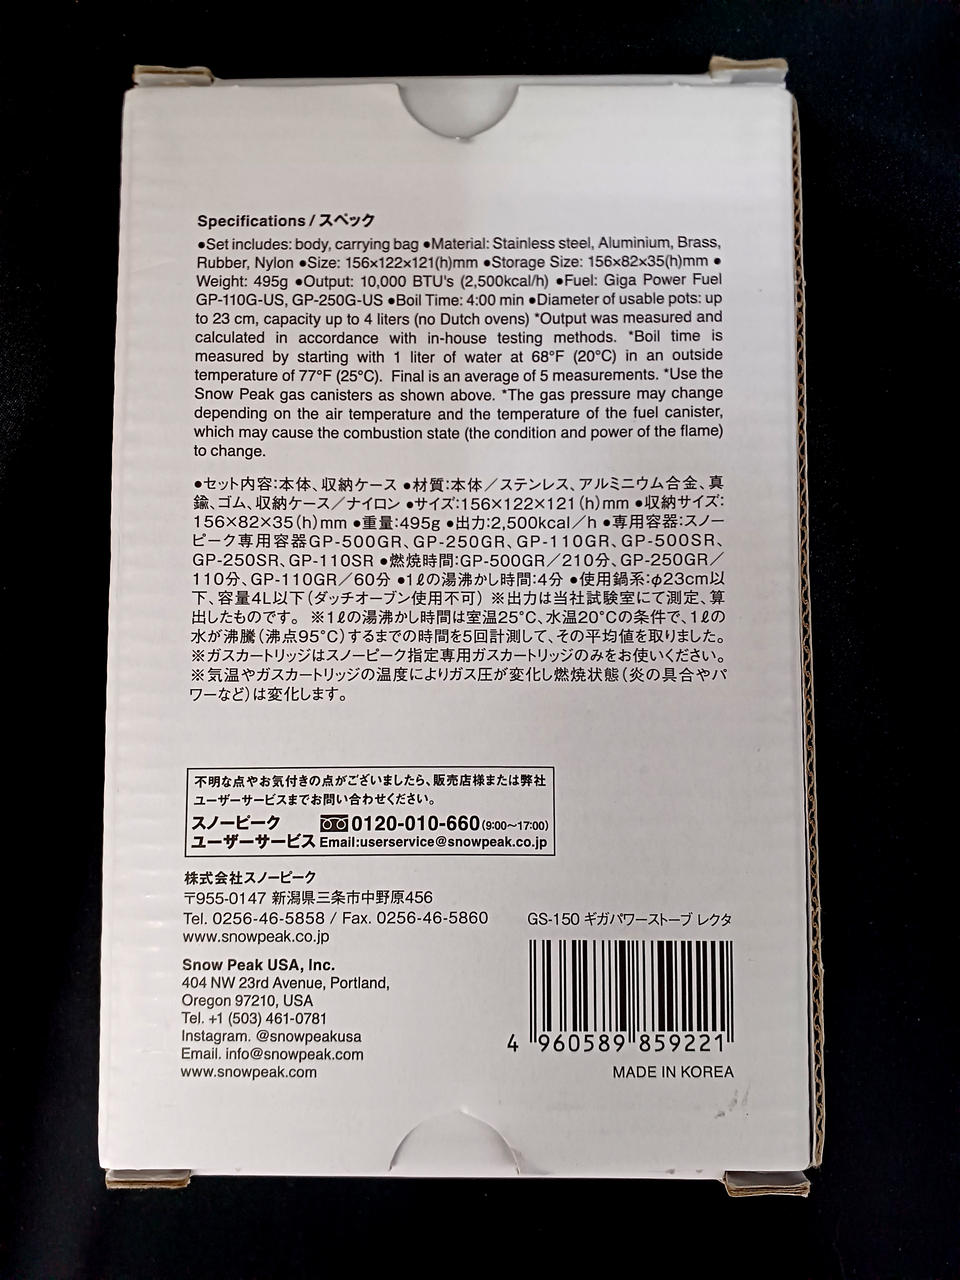 Specifications / スペック
●Set includes: body, carrying bag ●Material: Stainless steel, Aluminium, Brass,
Rubber, Nylon ●Size: 156×122×121(h)mm ●Storage Size: 156×82×35(h)mm ●
Weight: 495g ●Output: 10,000 BTU's (2,500kcal/h) ●Fuel: Giga Power Fuel
GP-110G-US, GP-250G-US ●Boil Time: 4:00 min ●Diameter of usable pots: up
to 23 cm, capacity up to 4 liters (no Dutch ovens) *Output was measured and
calculated in accordance with in-house testing methods. *Boil time is
measured by starting with 1 liter of water at 68°F (20°C) in an outside
temperature of 77°F (25°C). Final is an average of 5 measurements. *Use the
Snow Peak gas canisters as shown above. *The gas pressure may change
depending on the air temperature and the temperature of the fuel canister,
which may cause the combustion state (the condition and power of the flame)
to change.
●セット内容:本体、収納ケース ●材質:本体/ステンレス、アルミニウム合金、真
鍮、ゴム、収納ケース/ナイロン ●サイズ:156×122×121(h)mm ●収納サイズ:
156×82×35(h)mm ●重量:495g ●出力:2,500kcal/h ●専用容器:スノー
ピーク専用容器GP-500GR、GP-250GR、GP-110GR、GP-500SR、
GP-250SR、GP-110SR ●燃焼時間:GP-500GR/210分、GP-250GR/
110分、GP-110GR/60分 ●1ℓの湯沸かし時間:4分 ●使用鍋系:φ23cm以
下、容量4L以下(ダッチオーブン使用不可) ※出力は当社試験室にて測定、算
出したものです。 ※1ℓの湯沸かし時間は室温25°C、水温20°Cの条件で、1ℓの
水が沸騰(沸点95°C)するまでの時間を5回計測して、その平均値を取りました。
※ガスカートリッジはスノーピーク指定専用ガスカートリッジのみをお使いください。
※気温やガスカートリッジの温度によりガス圧が変化し燃焼状態(炎の具合やパ
ワーなど)は変化します。
不明な点やお気付きの点がございましたら、販売店様または弊社
ユーザーサービスまでお問い合わせください。
スノーピーク 0120-010-660(9:00〜17:00)
ユーザーサービス Email:userservice@snowpeak.co.jp
株式会社スノーピーク
〒955-0147 新潟県三条市中野原456
Tel. 0256-46-5858 / Fax. 0256-46-5860
www.snowpeak.co.jp
Snow Peak USA, Inc.
404 NW 23rd Avenue, Portland,
Oregon 97210, USA
Tel. +1 (503) 461-0781
Instagram. @snowpeakusa
Email. info@snowpeak.com
www.snowpeak.com
GS-150 ギガパワーストーブ レクタ
4 960589 859221
MADE IN KOREA